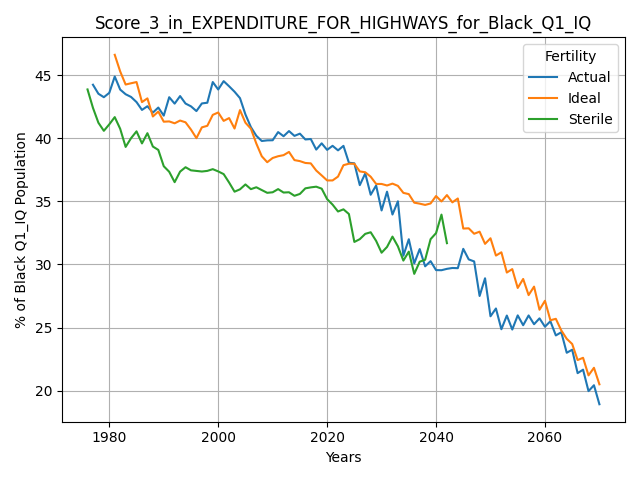 Score_3_in_EXPENDITURE_FOR_HIGHWAYS_for_Black_Q1_IQ
% of Black Q1_IQ Population
45
40
35
30
25
20
Fertility
Actual
Ideal
Sterile
1980 2000 2020 2040 2060
Years